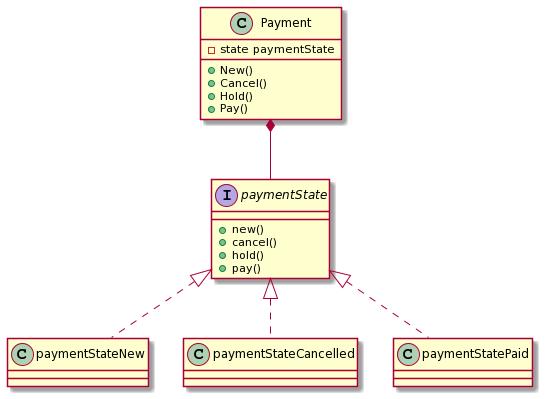 C Payment
state paymentState
New()
Cancel()
Hold()
Pay()
I paymentState
new()
cancel()
hold()
pay()
C paymentStateNew
C paymentStateCancelled
C paymentStatePaid